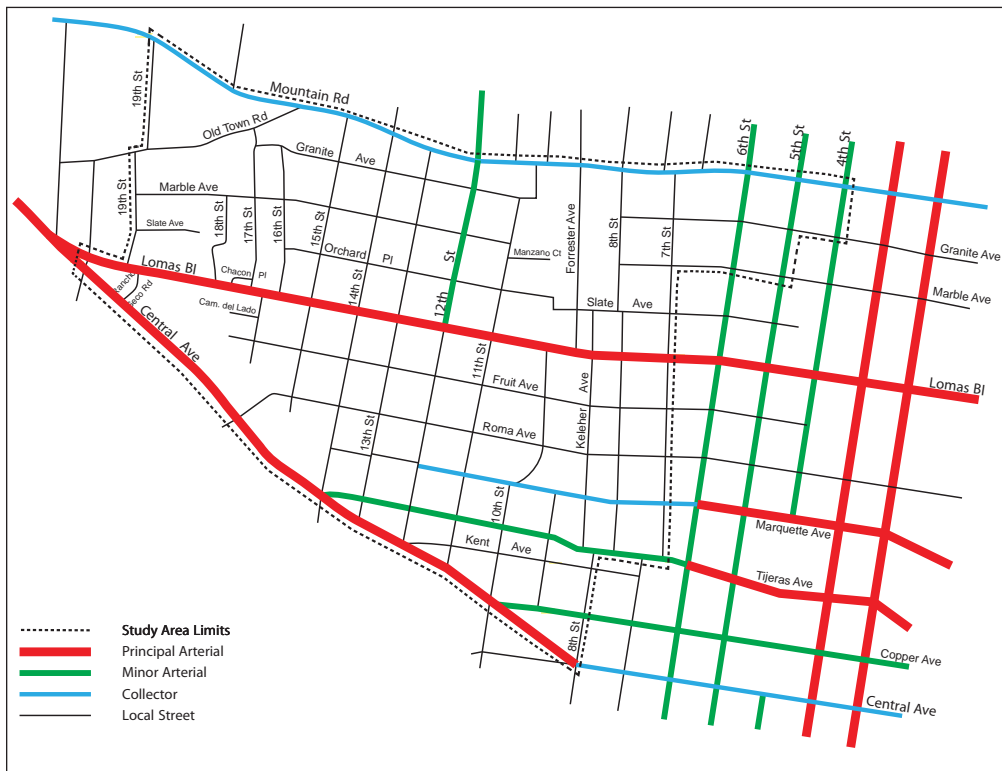 Mountain Rd
19th St
Old Town Rd
6th St
5th St
4th St
Granite Ave
19th St
Marble Ave
Slate Ave
18th St
17th St
16th St
15th St
Orchard Pl
Manzano Ct
Forrester Ave
8th St
7th St
Granite Ave
Marble Ave
Lomas Bl
Chacon Pl
14th St
12th St
Slate Ave
Rancho
Seco Rd
Cam. del Lado
Central Ave
11th St
Fruit Ave
Keleher Ave
Lomas Bl
13th St
Roma Ave
10th St
Kent Ave
Marquette Ave
Tijeras Ave
8th St
Copper Ave
Central Ave
Study Area Limits
Principal Arterial
Minor Arterial
Collector
Local Street